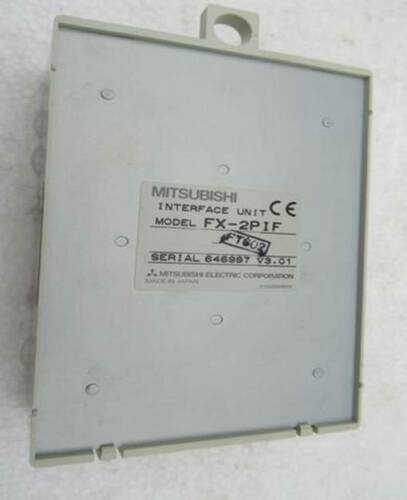 MITSUBISHI
INTERFACE UNIT CE
MODEL FX-2PIF
FT602
SERIAL 646997 V3.01
MITSUBISHI ELECTRIC CORPORATION
MADE IN JAPAN